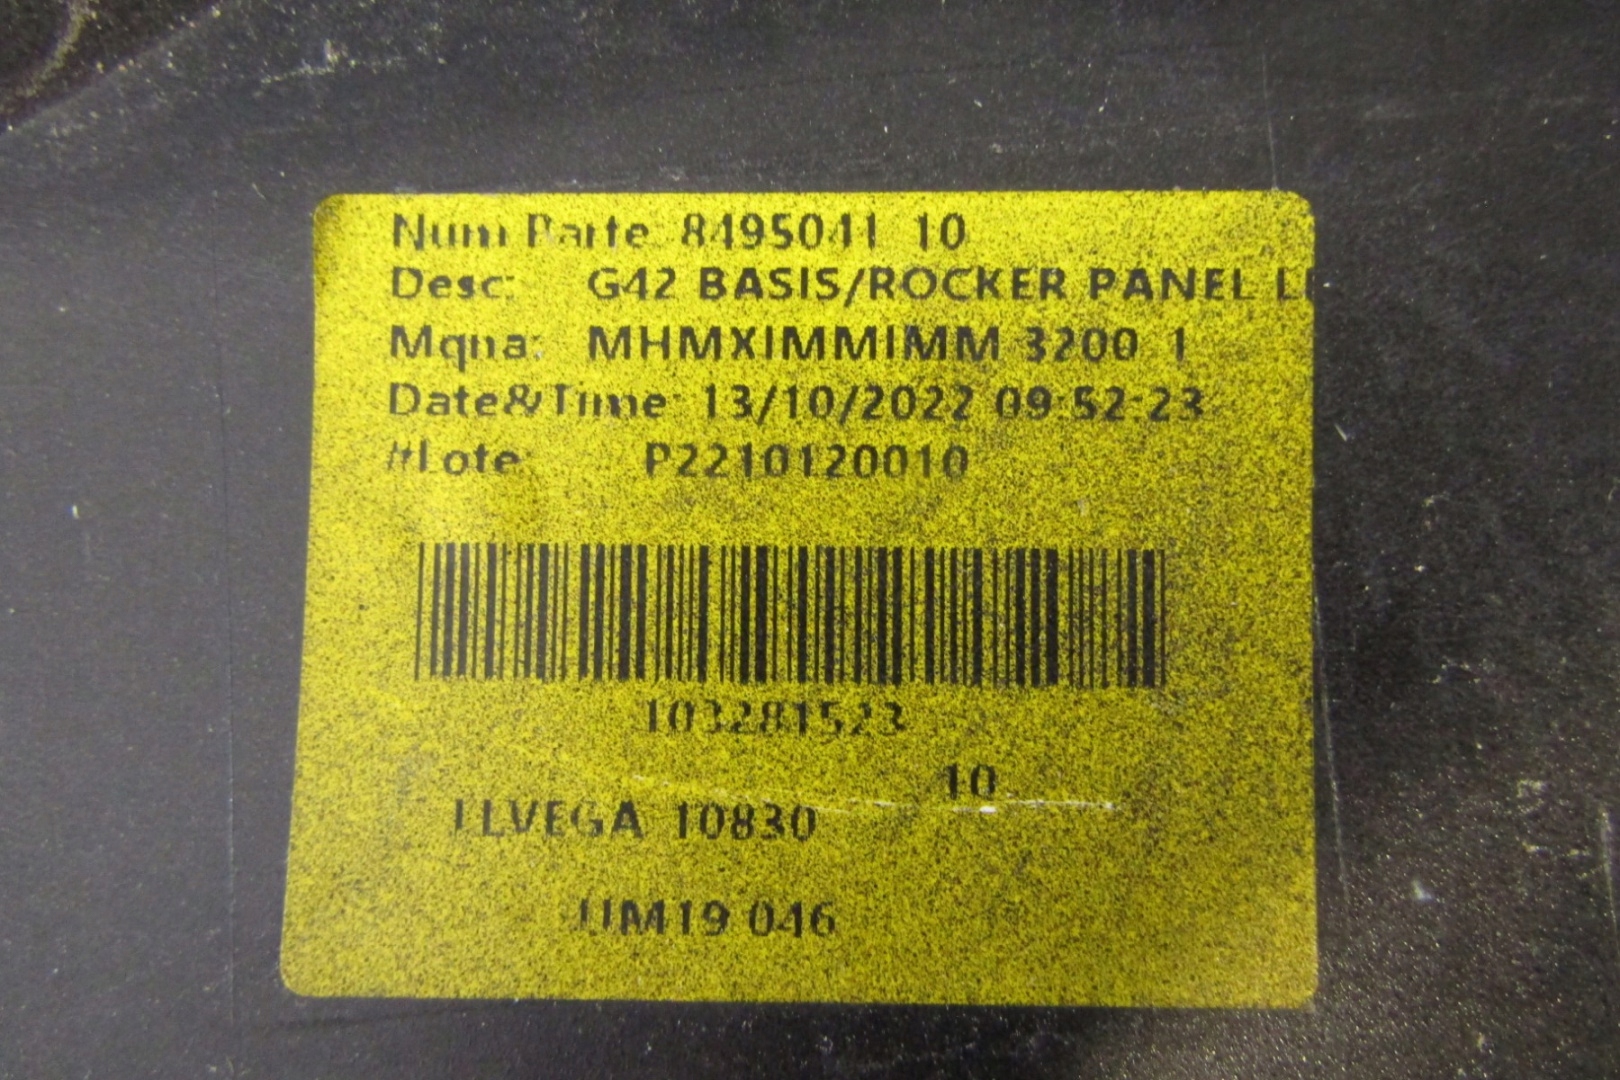 Num Parte: 8495041 10
Desc: G42 BASIS/ROCKER PANEL
Mqna: MHMXIMMIMM 3200 1
Date&Time: 13/10/2022 09:52:23
#Lote: P2210120010
103281523
10
LLVEGA 10830
046